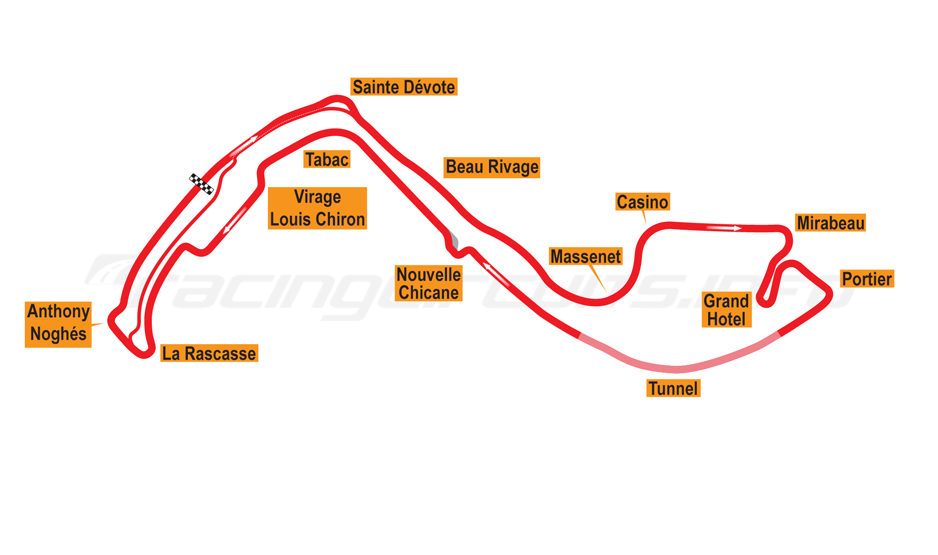 Sainte Dévote
Tabac
Beau Rivage
Virage
Louis Chiron
Casino
Mirabeau
Massenet
Nouvelle
Chicane
Portier
Grand
Hotel
Anthony
Noghés
La Rascasse
Tunnel
racingcircuits.info